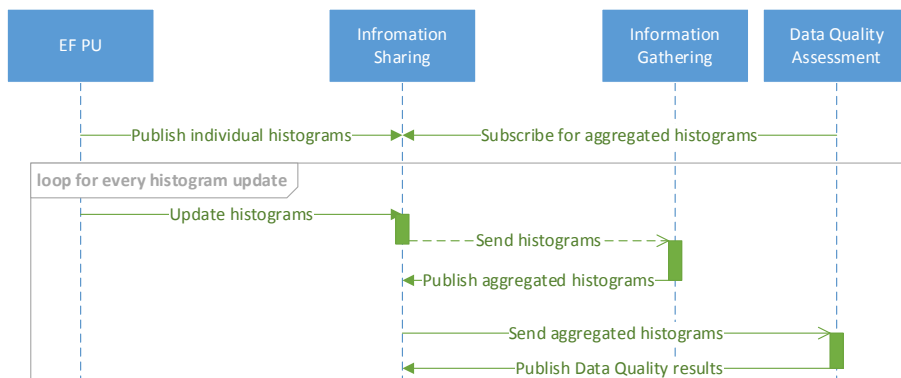 EF PU
Infromation
Sharing
Information
Gathering
Data Quality
Assessment
Publish individual histograms
Subscribe for aggregated histograms
loop for every histogram update
Update histograms
Send histograms
Publish aggregated histograms
Send aggregated histograms
Publish Data Quality results